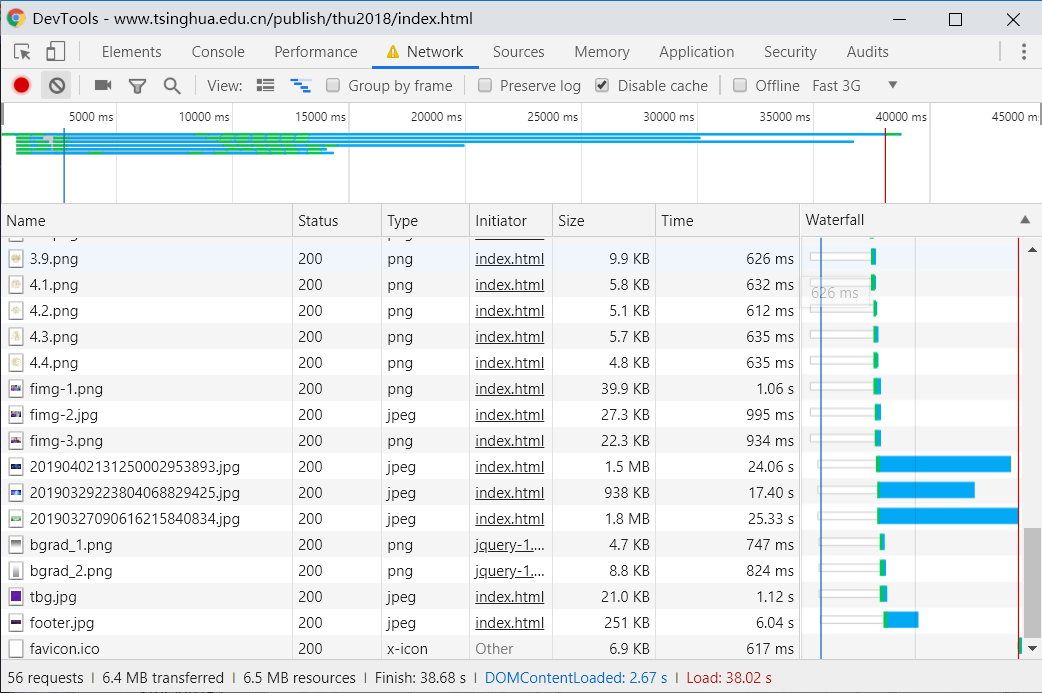 DevTools - www.tsinghua.edu.cn/publish/thu2018/index.html
Elements Console Performance Network Sources Memory Application Security Audits
View: Group by frame Preserve log Disable cache Offline Fast 3G
5000 ms 10000 ms 15000 ms 20000 ms 25000 ms 30000 ms 35000 ms 40000 ms 45000 m
Name Status Type Initiator Size Time Waterfall
3.9.png 200 png index.html 9.9 KB 626 ms
4.1.png 200 png index.html 5.8 KB 632 ms
626 ms
4.2.png 200 png index.html 5.1 KB 612 ms
4.3.png 200 png index.html 5.7 KB 635 ms
4.4.png 200 png index.html 4.8 KB 635 ms
fimg-1.png 200 png index.html 39.9 KB 1.06 s
fimg-2.jpg 200 jpeg index.html 27.3 KB 995 ms
fimg-3.png 200 png index.html 22.3 KB 934 ms
20190402131250002953893.jpg 200 jpeg index.html 1.5 MB 24.06 s
20190329223804068829425.jpg 200 jpeg index.html 938 KB 17.40 s
20190327090616215840834.jpg 200 jpeg index.html 1.8 MB 25.33 s
bgrad_1.png 200 png jquery-1.... 4.7 KB 747 ms
bgrad_2.png 200 png jquery-1.... 8.8 KB 824 ms
tbg.jpg 200 jpeg index.html 21.0 KB 1.12 s
footer.jpg 200 jpeg index.html 251 KB 6.04 s
favicon.ico 200 x-icon Other 6.9 KB 617 ms
56 requests | 6.4 MB transferred | 6.5 MB resources | Finish: 38.68 s | DOMContentLoaded: 2.67 s | Load: 38.02 s